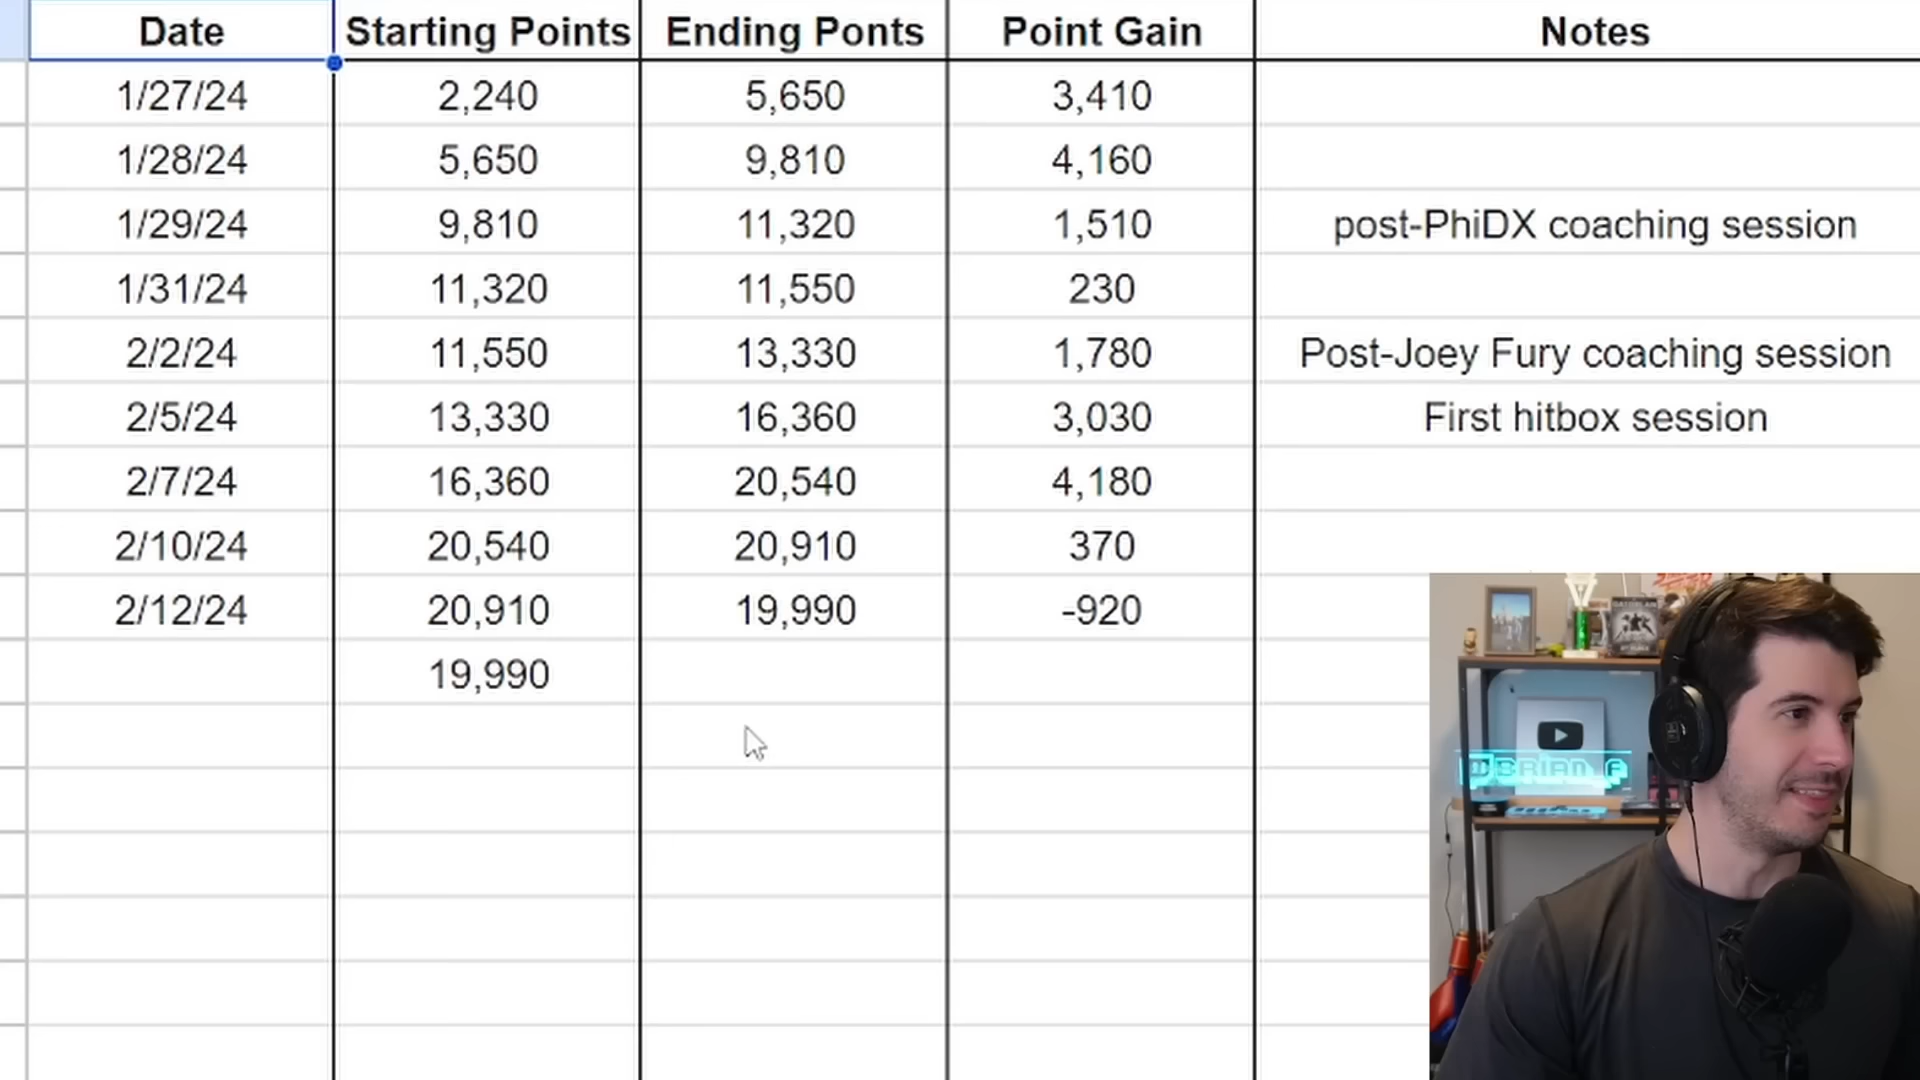 Date Starting Points Ending Ponts Point Gain Notes
1/27/24 2,240 5,650 3,410
1/28/24 5,650 9,810 4,160
1/29/24 9,810 11,320 1,510 post-PhiDX coaching session
1/31/24 11,320 11,550 230
2/2/24 11,550 13,330 1,780 Post-Joey Fury coaching session
2/5/24 13,330 16,360 3,030 First hitbox session
2/7/24 16,360 20,540 4,180
2/10/24 20,540 20,910 370
2/12/24 20,910 19,990 -920
19,990
BRIAN_F